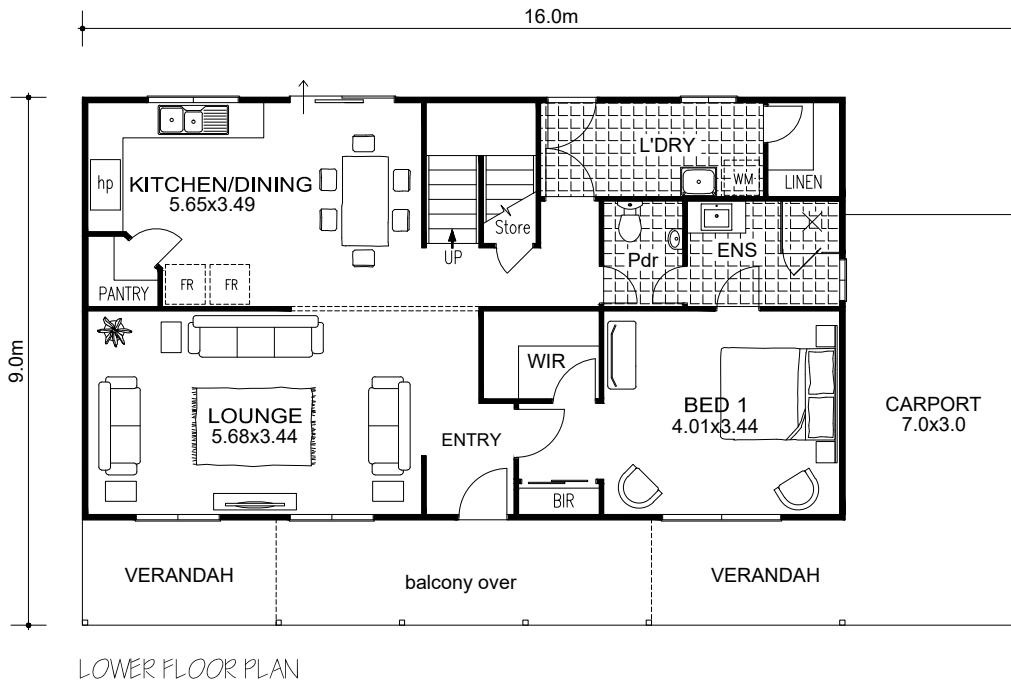 16.0m
9.0m
L'DRY
hp
KITCHEN/DINING
5.65x3.49
WM
LINEN
Store
UP
Pdr
ENS
PANTRY
FR
FR
WIR
LOUNGE
5.68x3.44
ENTRY
BED 1
4.01x3.44
CARPORT
7.0x3.0
BIR
VERANDAH
balcony over
VERANDAH
LOWER FLOOR PLAN